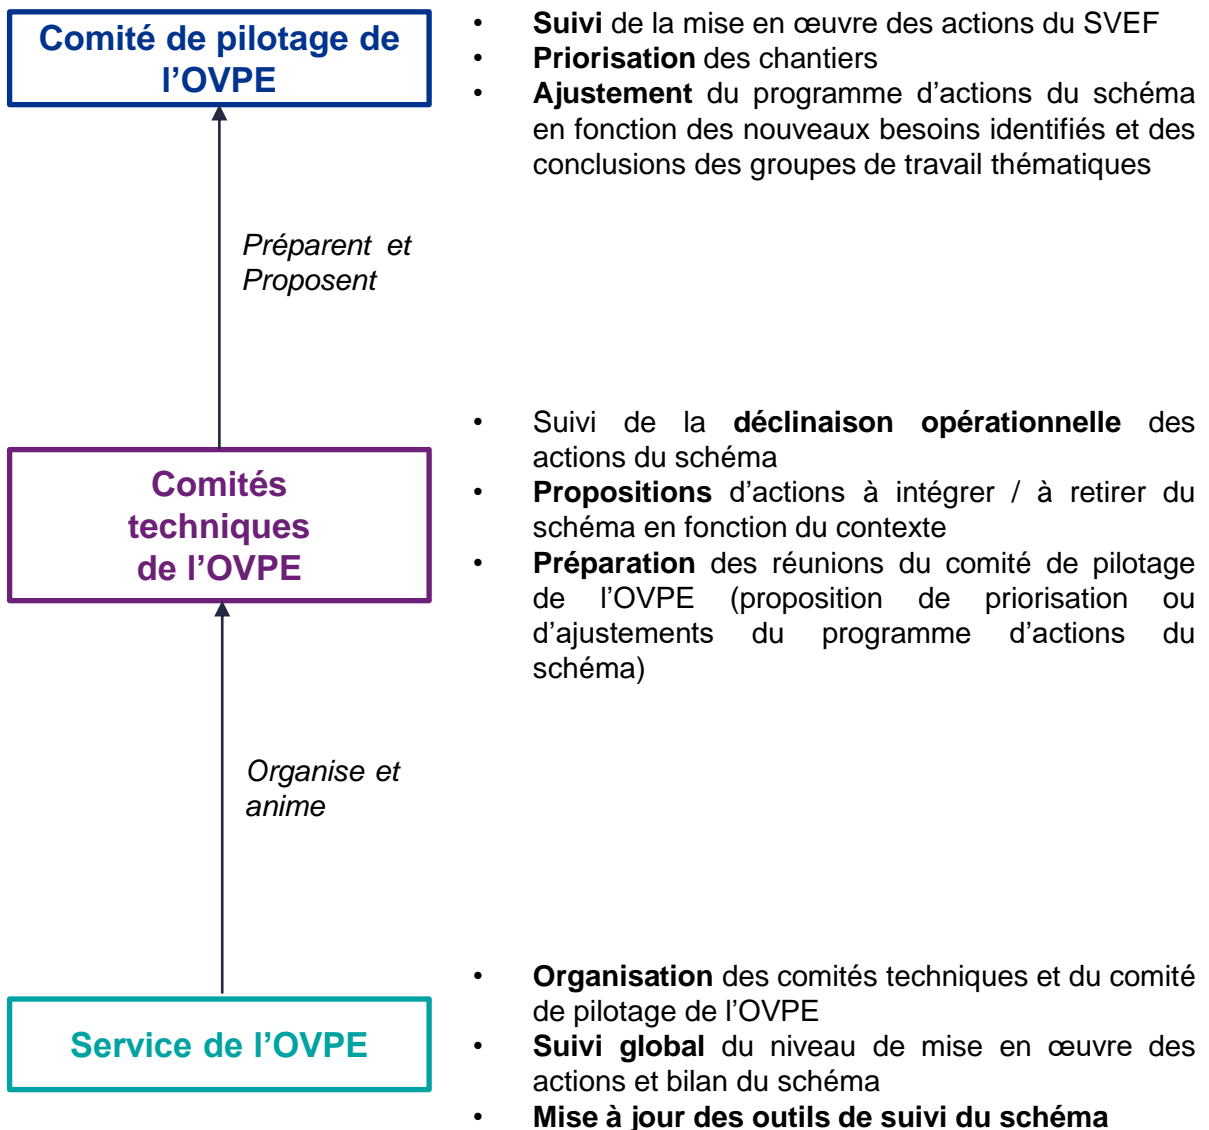 Comité de pilotage de
l’OVPE
• Suivi de la mise en œuvre des actions du SVEF
• Priorisation des chantiers
• Ajustement du programme d’actions du schéma
en fonction des nouveaux besoins identifiés et des
conclusions des groupes de travail thématiques
Préparent et
Proposent
Comités
techniques
de l’OVPE
• Suivi de la déclinaison opérationnelle des
actions du schéma
• Propositions d’actions à intégrer / à retirer du
schéma en fonction du contexte
• Préparation des réunions du comité de pilotage
de l’OVPE (proposition de priorisation ou
d’ajustements du programme d’actions du
schéma)
Organise et
anime
Service de l’OVPE
• Organisation des comités techniques et du comité
de pilotage de l’OVPE
• Suivi global du niveau de mise en œuvre des
actions et bilan du schéma
• Mise à jour des outils de suivi du schéma